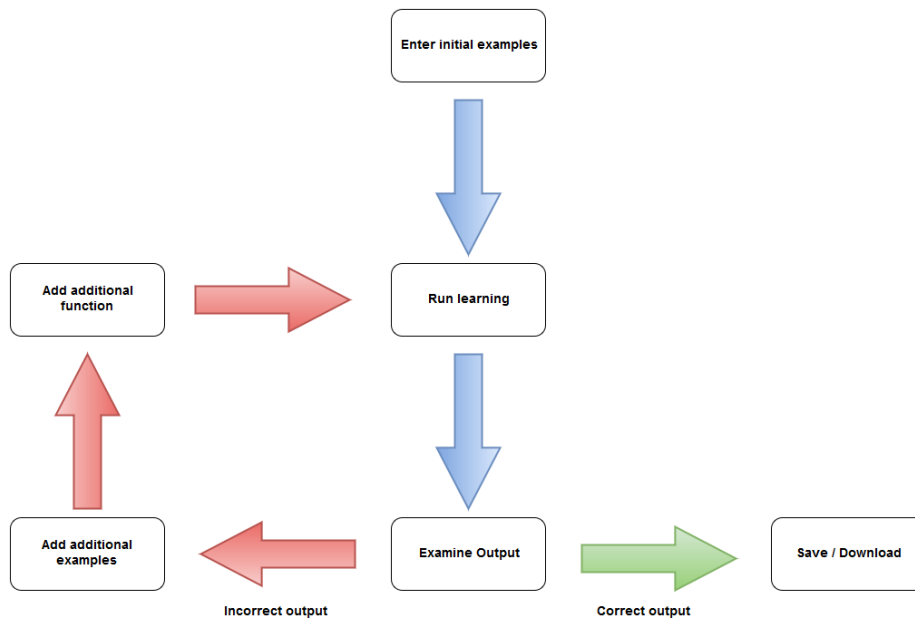 Enter initial examples
Add additional
function
Run learning
Add additional
examples
Examine Output
Save / Download
Incorrect output
Correct output